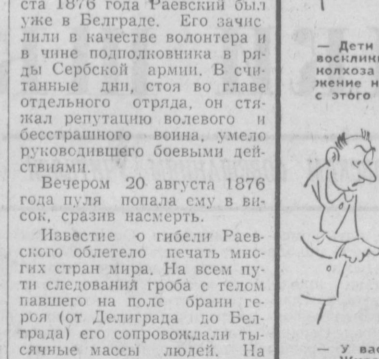 ста 1876 года Раевский был
уже в Белграде. Его зачис
лили в качестве волонтера и
в чине подполковника в ря-
ды Сербской армии. В счи-
танные дни, стоя во главе
отдельного отряда, он стя-
жал репутацию волевого и
бесстрашного воина, умело
руководившего боевыми дей-
ствиями.
Вечером 20 августа 1876
года пуля попала ему в ви-
сок, сразив насмерть.
Известие о гибели Раев-
ского облетело печать мно-
гих стран мира. На всем пу-
ти следования гроба с телом
павшего на поле брани ге-
роя (от Делиграда до Бел-
града) его сопровождали ты-
сячные массы людей. На
— Дети
восклики
колхоза
жение н
с этого
— У вас